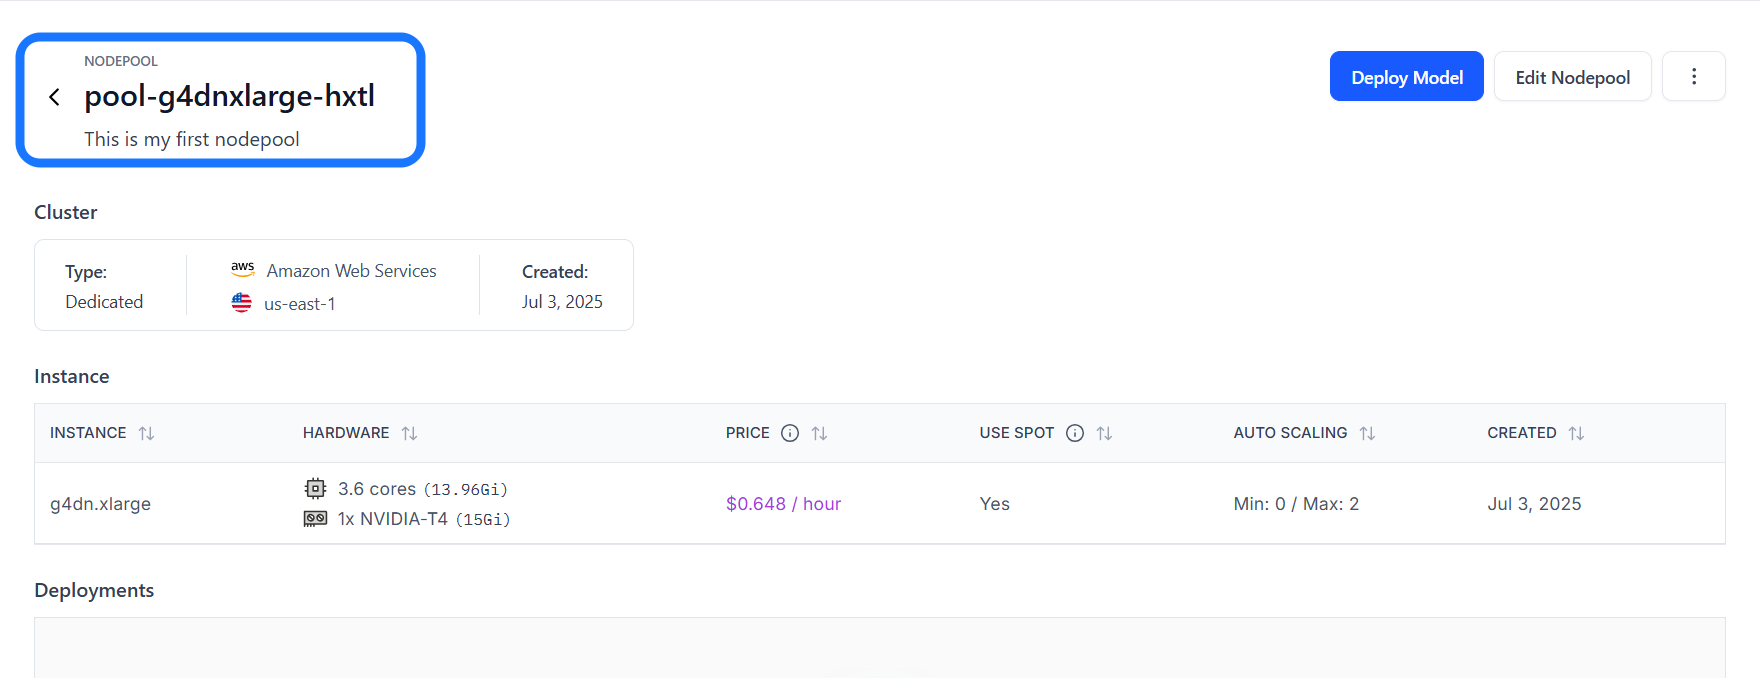 NODEPOOL
pool-g4dnxlarge-hxtl
This is my first nodepool
Deploy Model
Edit Nodepool
Cluster
Type:
Dedicated
aws Amazon Web Services
us-east-1
Created:
Jul 3, 2025
Instance
INSTANCE HARDWARE PRICE USE SPOT AUTO SCALING CREATED
g4dn.xlarge
3.6 cores (13.96Gi)
1x NVIDIA-T4 (15Gi)
$0.648 / hour
Yes
Min: 0 / Max: 2
Jul 3, 2025
Deployments